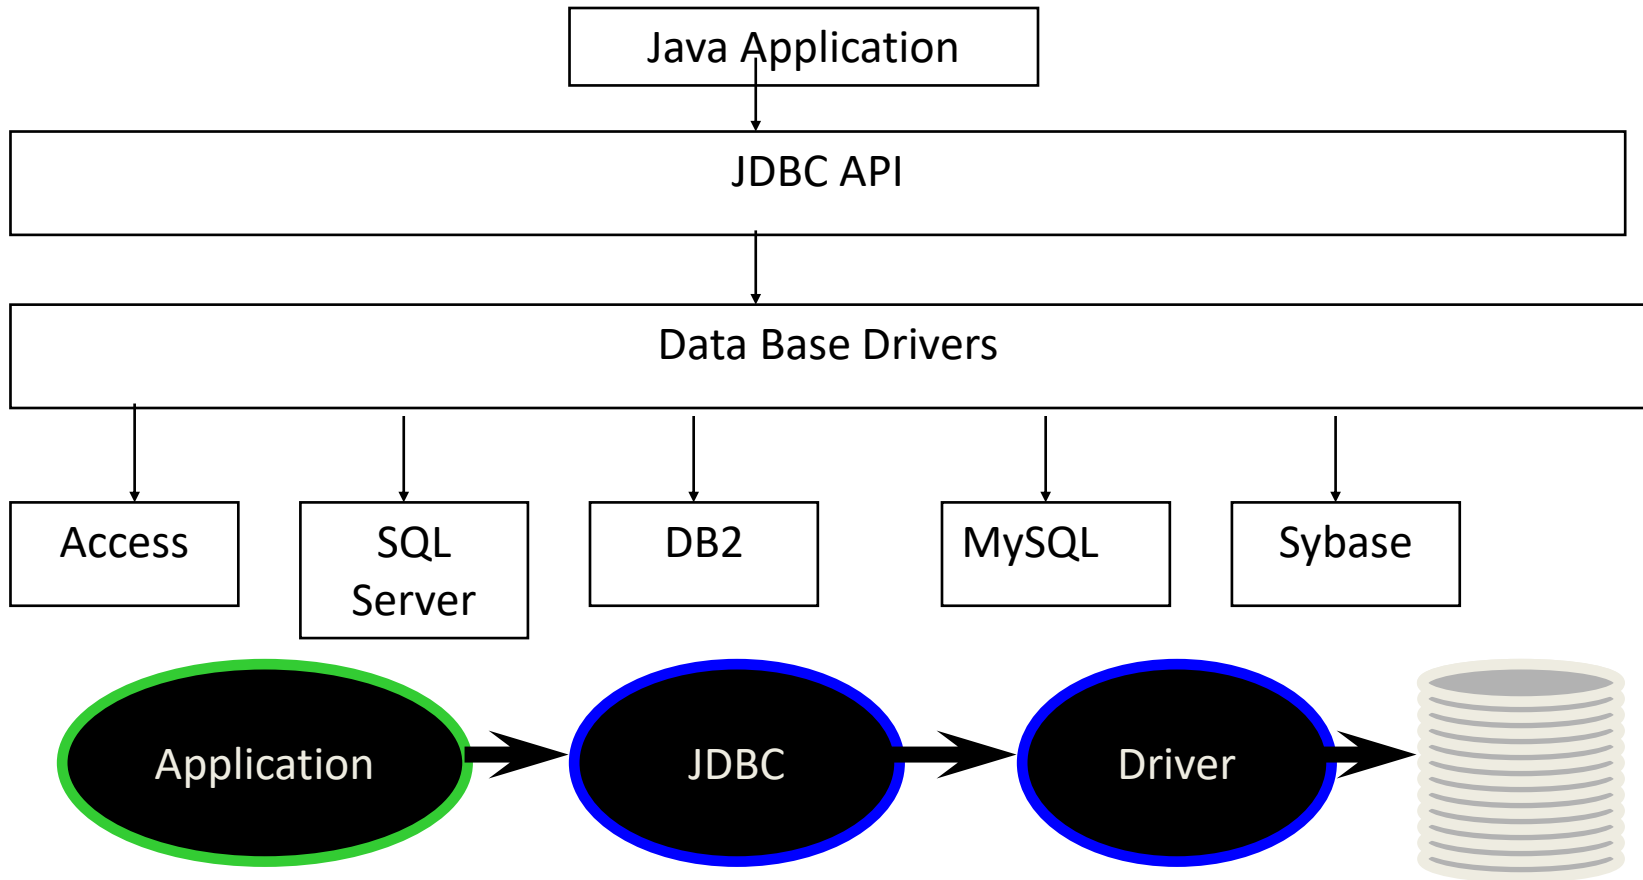 Java Application
JDBC API
Data Base Drivers
Access
SQL
Server
DB2
MySQL
Sybase
Application
JDBC
Driver